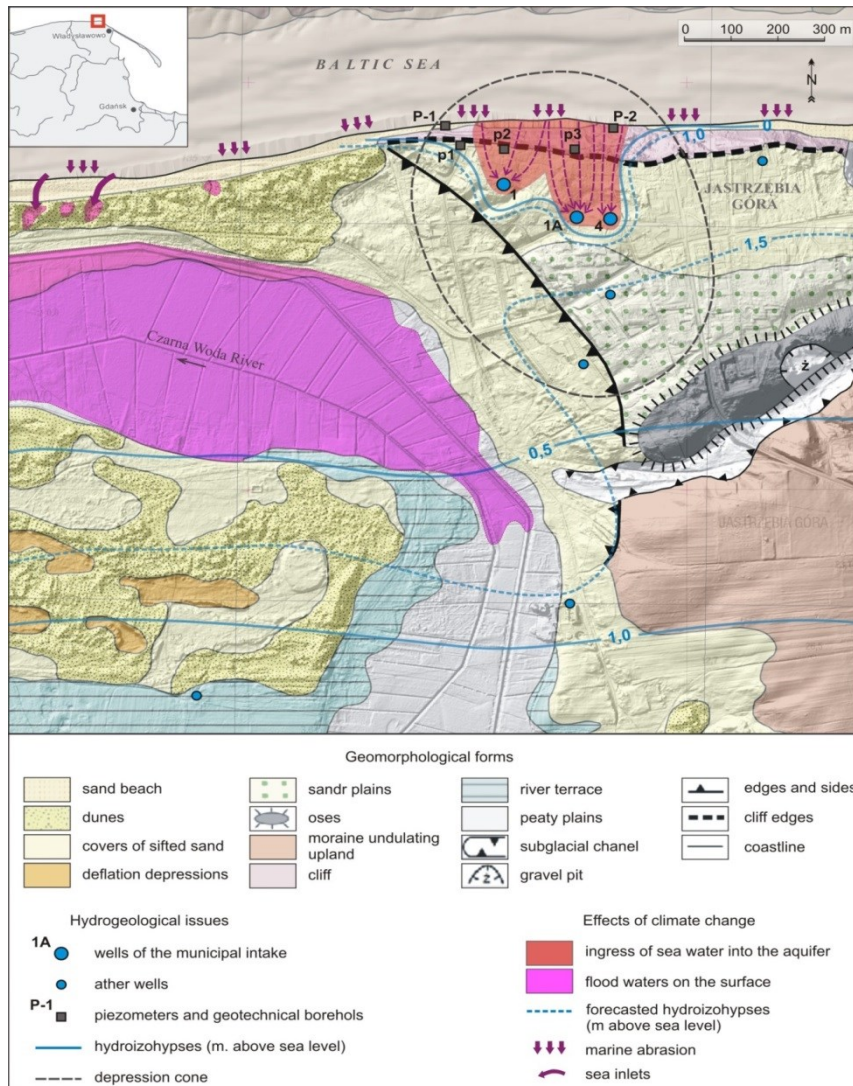 Władysławowo
Gdańsk
0 100 200 300 m
BALTIC SEA
N
P-1
P-2
1,0
0
p1
p2
p3
1
1A
4
JASTRZĘBIA
GÓRA
1,5
Czarna Woda River
ż
0,5
JASTRZĘBIA GÓRA
1,0
Geomorphological forms
sand beach
dunes
covers of sifted sand
deflation depressions
sandr plains
oses
moraine undulating
upland
cliff
river terrace
peaty plains
subglacial chanel
ż
gravel pit
edges and sides
cliff edges
coastline
Hydrogeological issues
1A
wells of the municipal intake
ather wells
P-1
piezometers and geotechnical borehols
hydroizohypses (m. above sea level)
depression cone
Effects of climate change
ingress of sea water into the aquifer
flood waters on the surface
forecasted hydroizohypses
(m above sea level)
marine abrasion
sea inlets